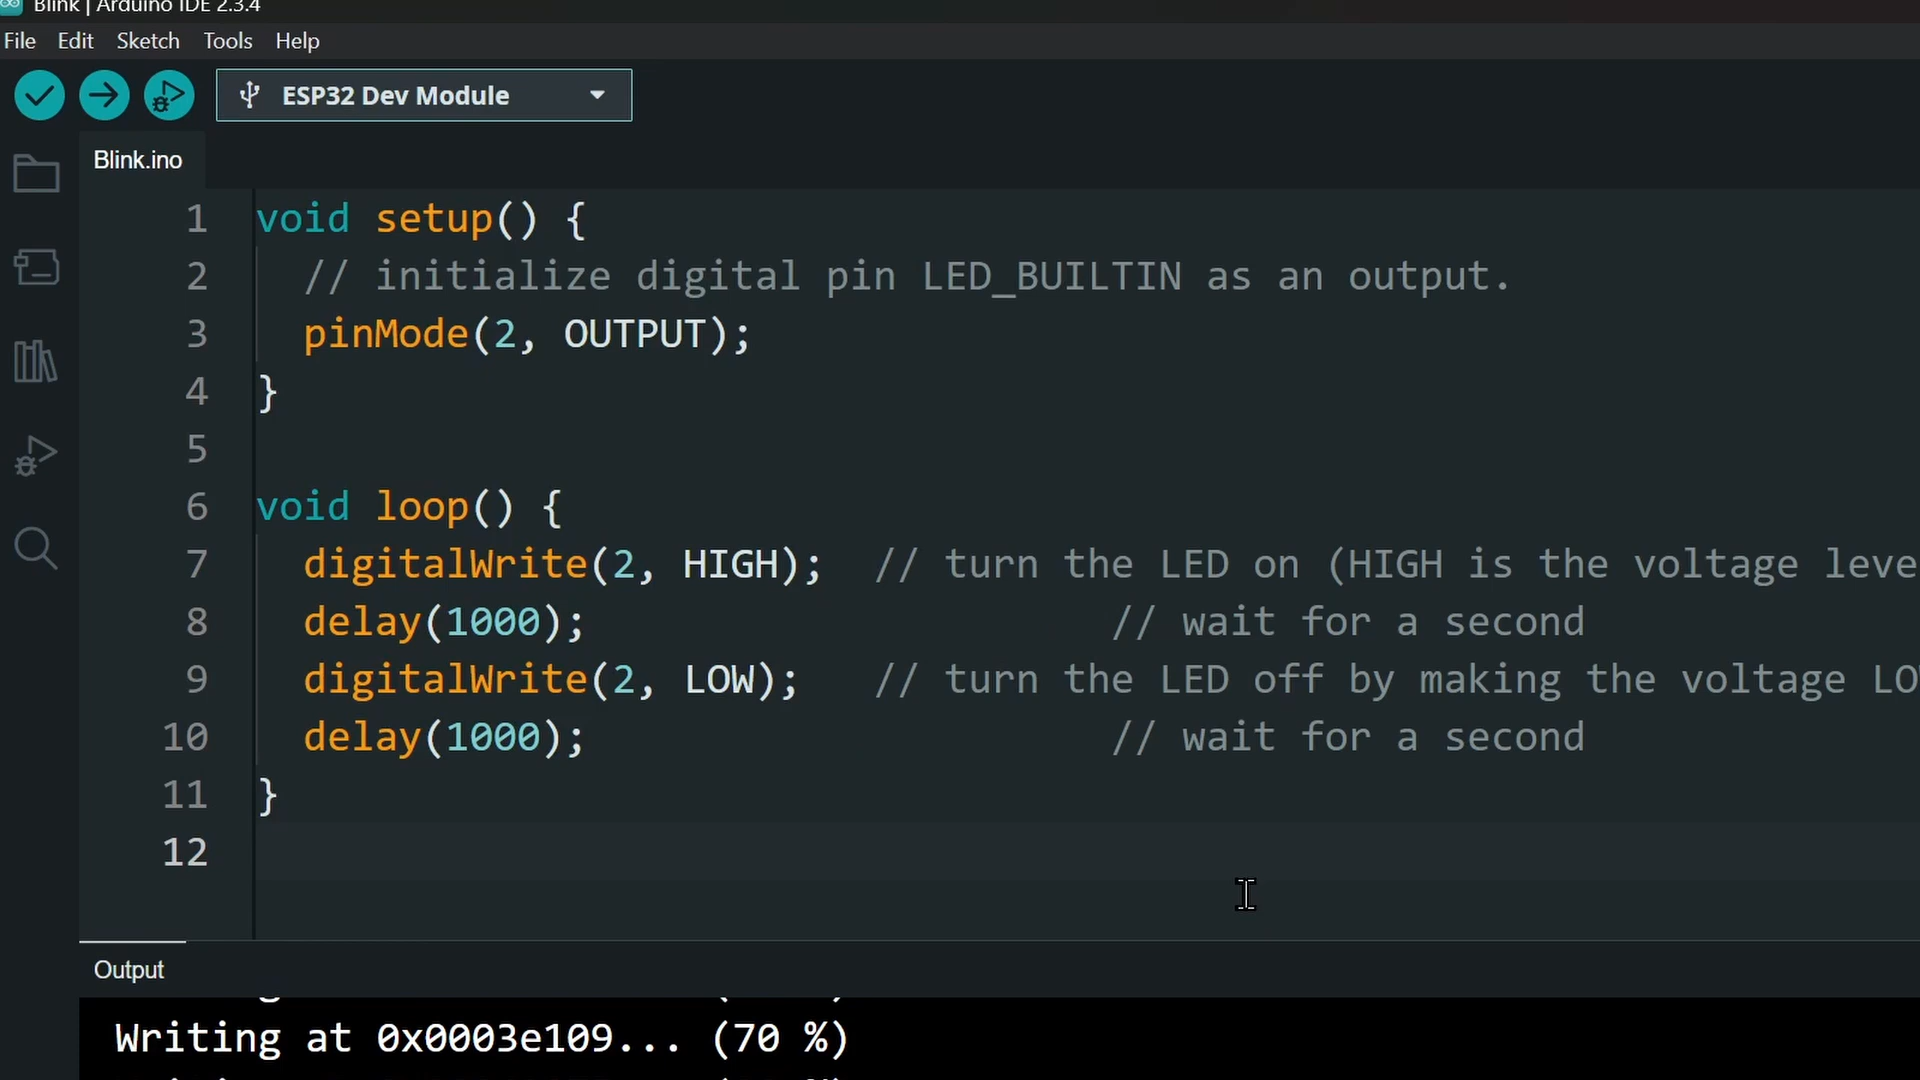 Blink | Arduino IDE 2.3.4
File Edit Sketch Tools Help
ESP32 Dev Module
Blink.ino
1 void setup() {
2 // initialize digital pin LED_BUILTIN as an output.
3 pinMode(2, OUTPUT);
4 }
5
6 void loop() {
7 digitalWrite(2, HIGH); // turn the LED on (HIGH is the voltage leve
8 delay(1000); // wait for a second
9 digitalWrite(2, LOW); // turn the LED off by making the voltage LO
10 delay(1000); // wait for a second
11 }
12
Output
Writing at 0x0003e109... (70 %)